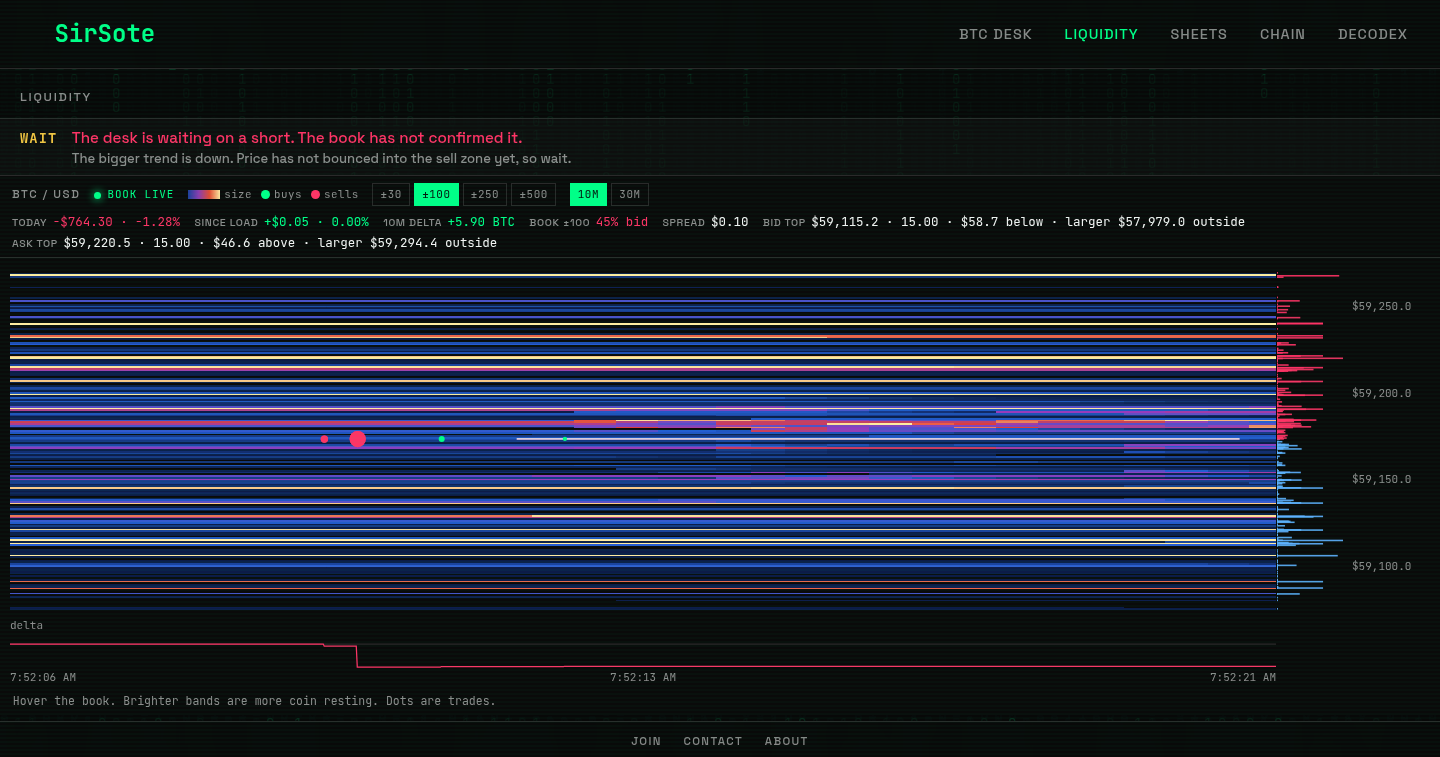 SirSote
BTC DESK LIQUIDITY SHEETS CHAIN DECODEX
LIQUIDITY
WAIT The desk is waiting on a short. The book has not confirmed it.
The bigger trend is down. Price has not bounced into the sell zone yet, so wait.
BTC / USD BOOK LIVE size buys sells ±30 ±100 ±250 ±500 10M 30M
TODAY -$764.30 · -1.28% SINCE LOAD +$0.05 · 0.00% 10M DELTA +5.90 BTC BOOK ±100 45% bid SPREAD $0.10 BID TOP $59,115.2 · 15.00 · $58.7 below · larger $57,979.0 outside
ASK TOP $59,220.5 · 15.00 · $46.6 above · larger $59,294.4 outside
$59,250.0
$59,200.0
$59,150.0
$59,100.0
delta
7:52:06 AM 7:52:13 AM 7:52:21 AM
Hover the book. Brighter bands are more coin resting. Dots are trades.
JOIN CONTACT ABOUT